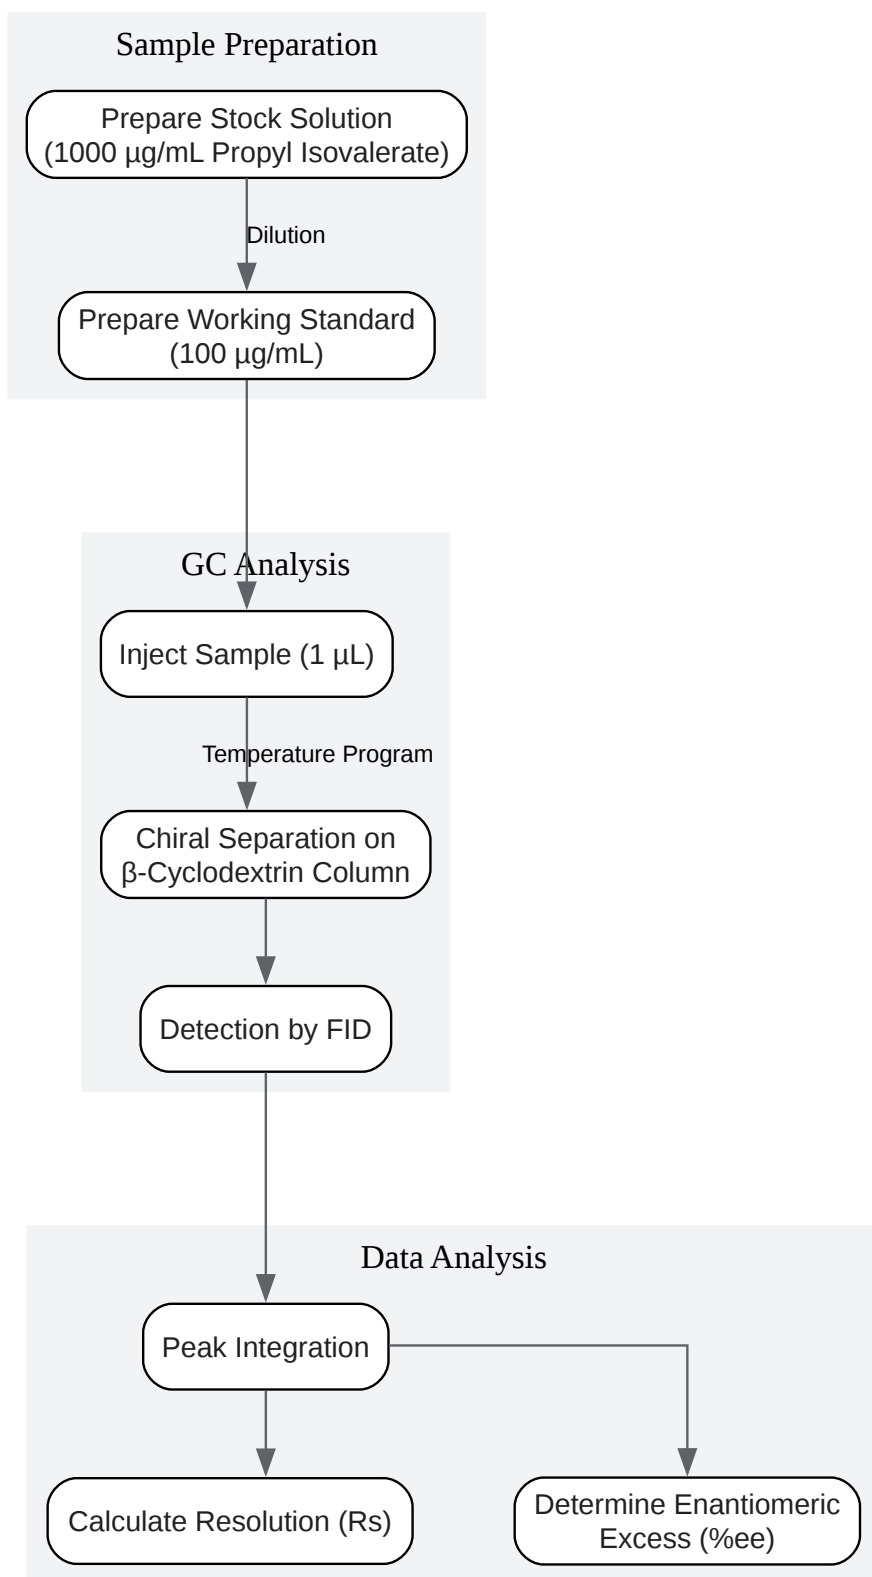 Sample Preparation
Prepare Stock Solution
(1000 µg/mL Propyl Isovalerate)
Dilution
Prepare Working Standard
(100 µg/mL)
GC Analysis
Inject Sample (1 µL)
Temperature Program
Chiral Separation on
β-Cyclodextrin Column
Detection by FID
Data Analysis
Peak Integration
Calculate Resolution (Rs)
Determine Enantiomeric
Excess (%ee)